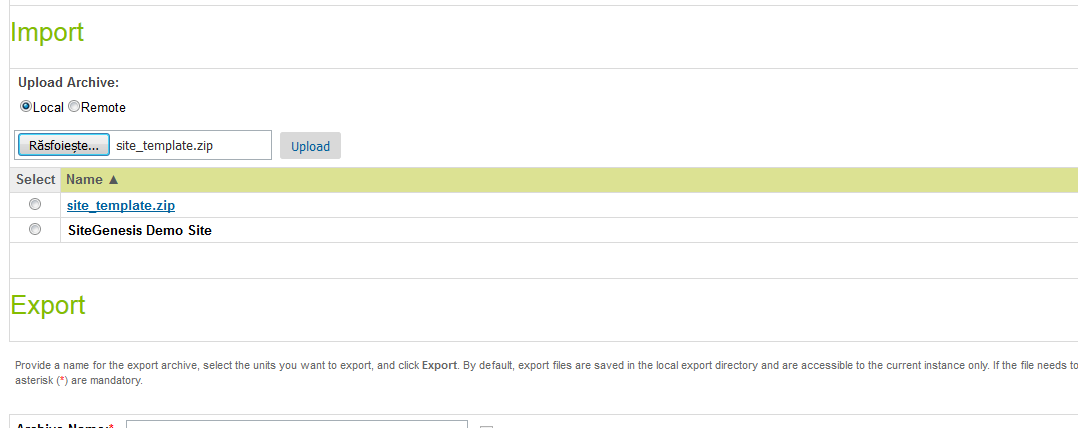 Import
Upload Archive:
Local Remote
Răsfoiește... site_template.zip Upload
Select Name ▲
site_template.zip
SiteGenesis Demo Site
Export
Provide a name for the export archive, select the units you want to export, and click Export. By default, export files are saved in the local export directory and are accessible to the current instance only. If the file needs to
asterisk (*) are mandatory.
Archive Name:*